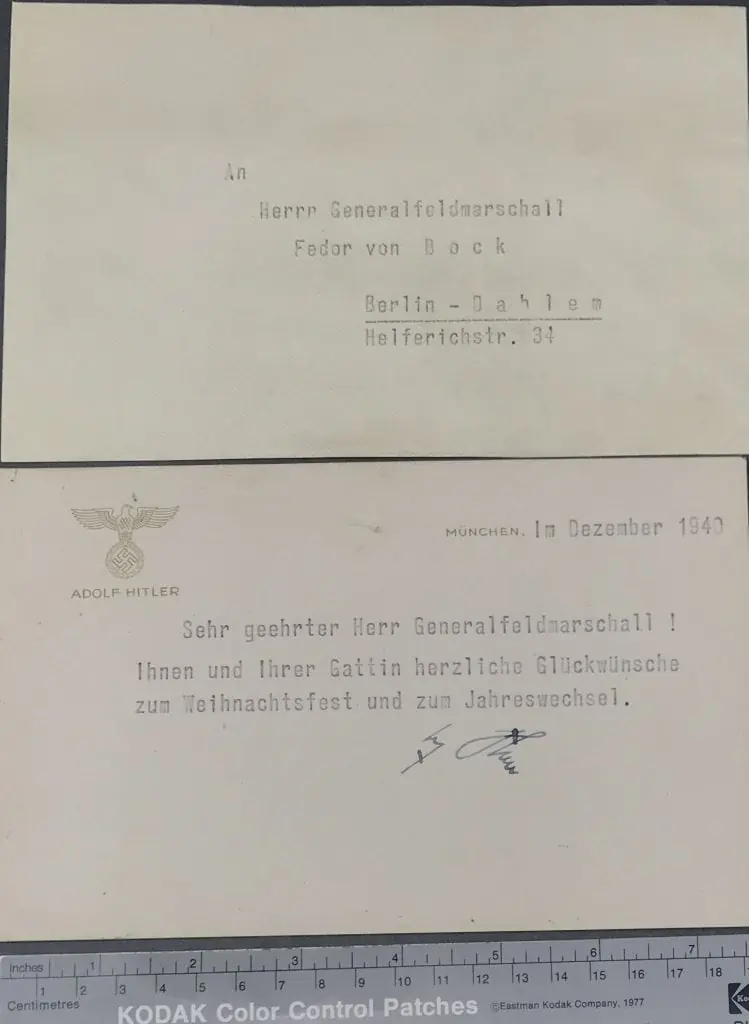 An
Herrr Generalfeldmarschall
Fedor von B o c k
Berlin - D a h l e m
Helferichstr. 34
MÜNCHEN, Im Dezember 1940
ADOLF HITLER
Sehr geehrter Herr Generalfeldmarschall !
Ihnen und Ihrer Gattin herzliche Glückwünsche
zum Weihnachtsfest und zum Jahreswechsel.
Inches 1 2 3 4 5 6 7
1 2 3 4 5 6 7 8 9 10 11 12 13 14 15 16 17 18
Centimetres
KODAK Color Control Patches ©Eastman Kodak Company, 1977